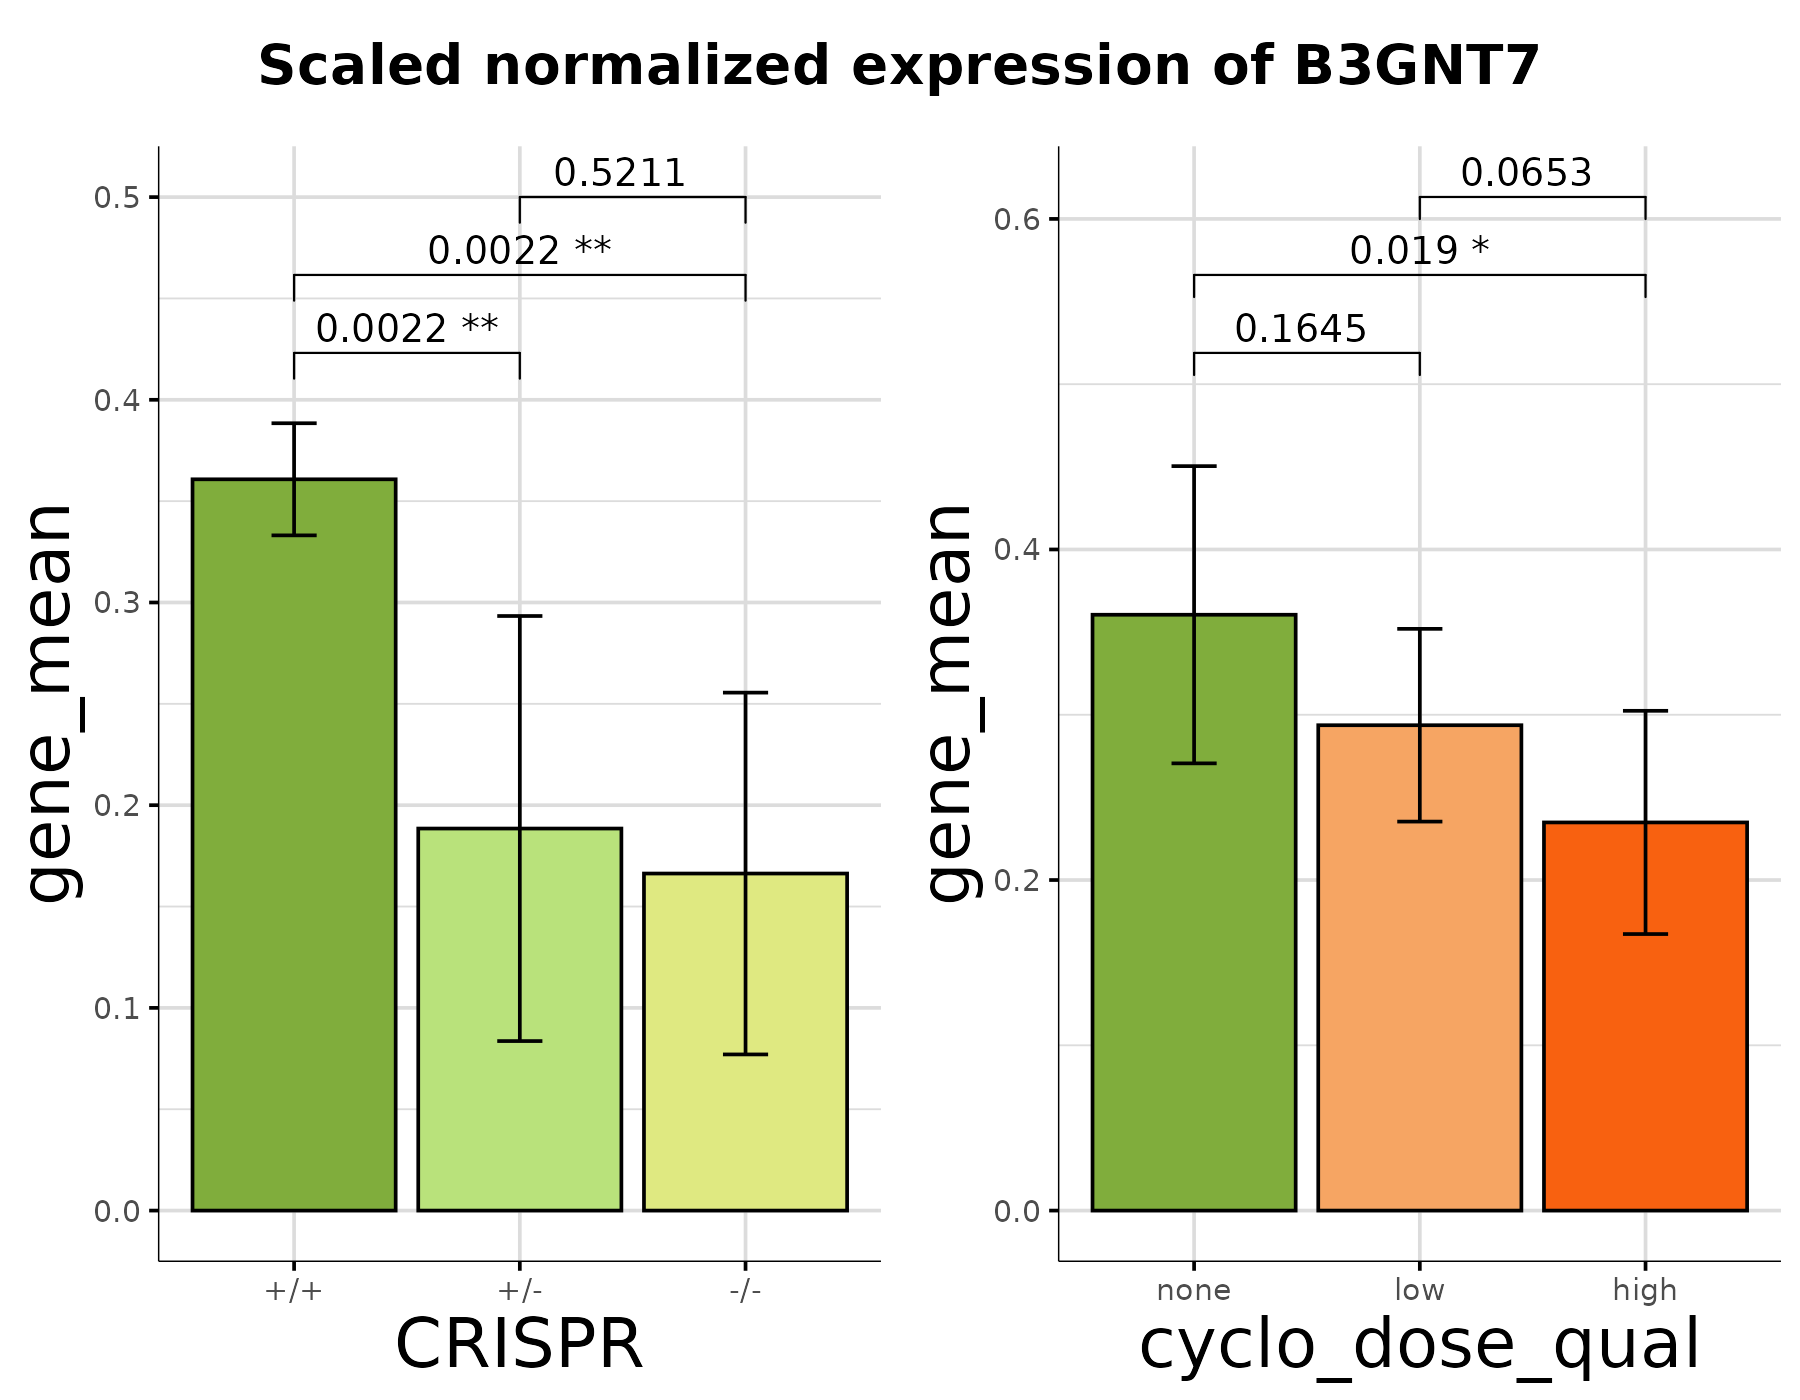 Scaled normalized expression of B3GNT7
gene_mean
0.5
0.4
0.3
0.2
0.1
0.0
0.5211
0.0022 **
0.0022 **
+/+ +/- -/-
CRISPR
gene_mean
0.6
0.4
0.2
0.0
0.0653
0.019 *
0.1645
none low high
cyclo_dose_qual